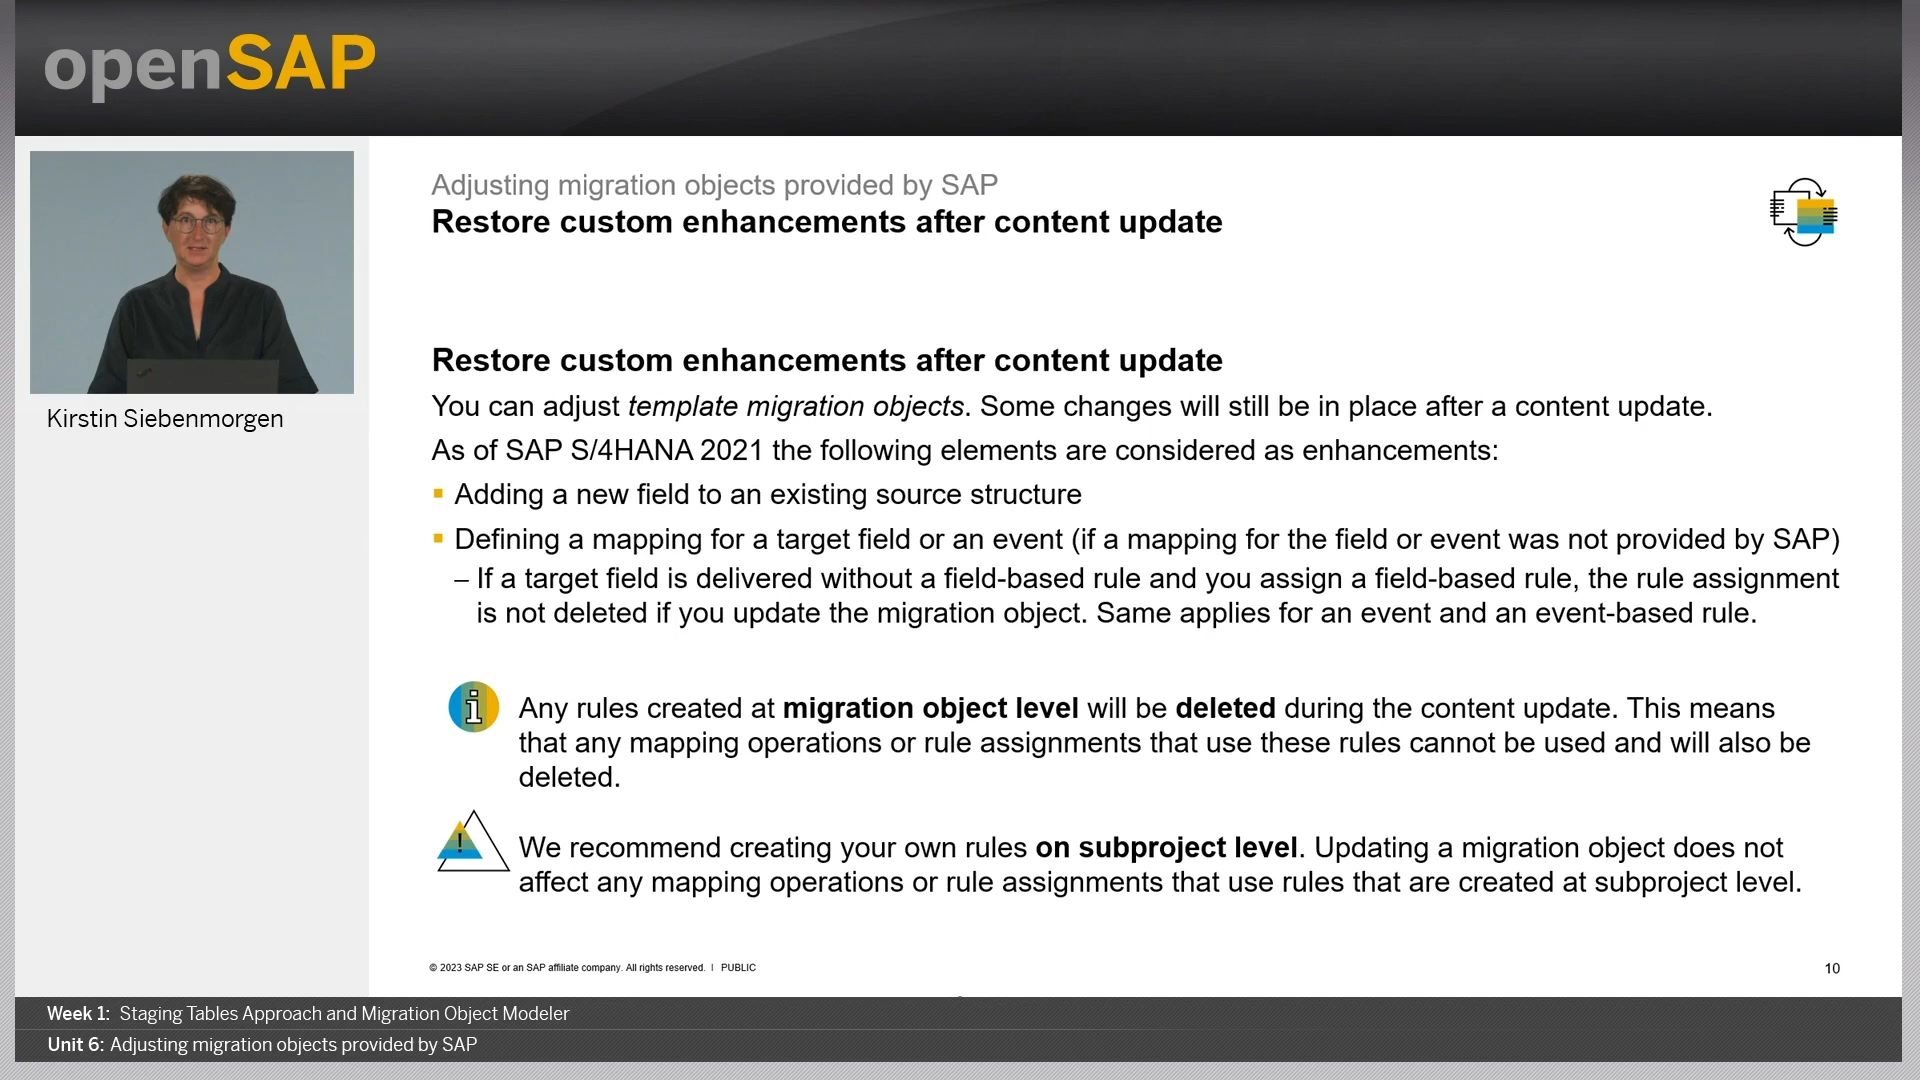 openSAP
Kirstin Siebenmorgen
Adjusting migration objects provided by SAP
Restore custom enhancements after content update
Restore custom enhancements after content update
You can adjust template migration objects. Some changes will still be in place after a content update.
As of SAP S/4HANA 2021 the following elements are considered as enhancements:
▪ Adding a new field to an existing source structure
▪ Defining a mapping for a target field or an event (if a mapping for the field or event was not provided by SAP)
– If a target field is delivered without a field-based rule and you assign a field-based rule, the rule assignment
is not deleted if you update the migration object. Same applies for an event and an event-based rule.
i
Any rules created at migration object level will be deleted during the content update. This means
that any mapping operations or rule assignments that use these rules cannot be used and will also be
deleted.
!
We recommend creating your own rules on subproject level. Updating a migration object does not
affect any mapping operations or rule assignments that use rules that are created at subproject level.
© 2023 SAP SE or an SAP affiliate company. All rights reserved. | PUBLIC
10
Week 1: Staging Tables Approach and Migration Object Modeler
Unit 6: Adjusting migration objects provided by SAP